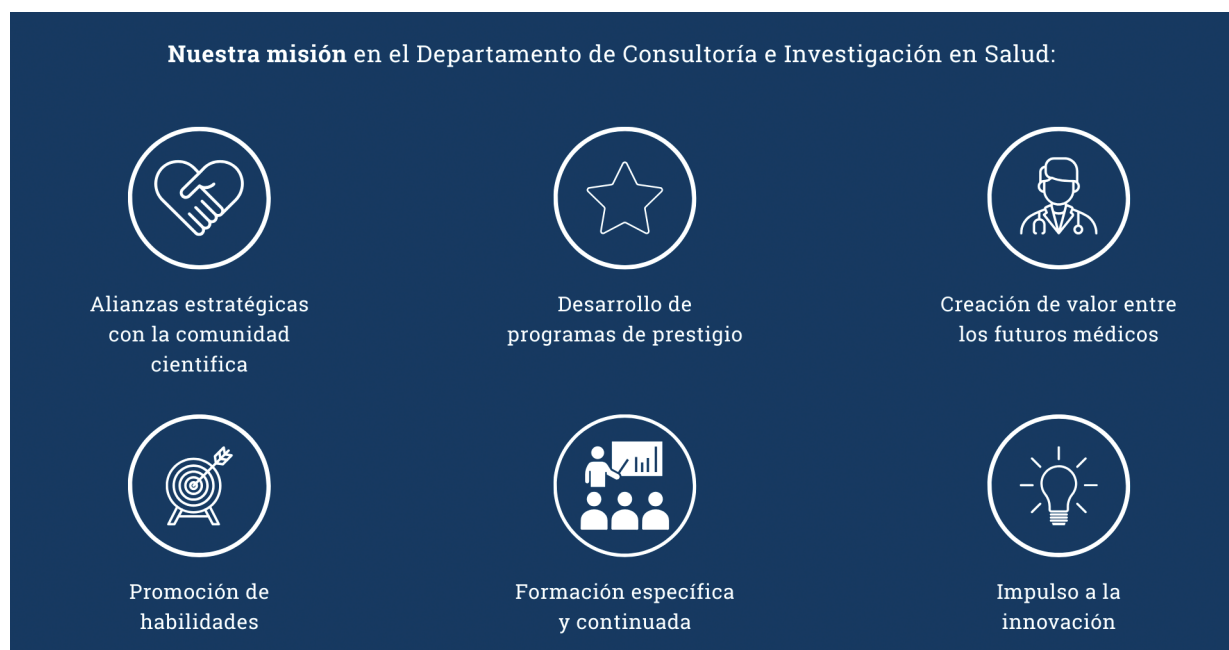 Nuestra misión en el Departamento de Consultoría e Investigación en Salud:
Alianzas estratégicas
con la comunidad
cientifica
Desarrollo de
programas de prestigio
Creación de valor entre
los futuros médicos
Promoción de
habilidades
Formación específica
y continuada
Impulso a la
innovación